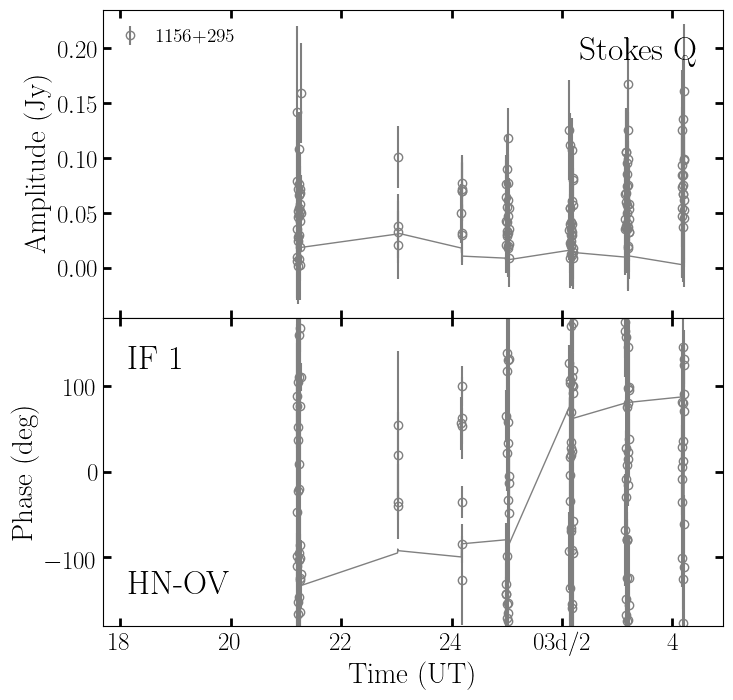 1156+295
Stokes Q
0.20
0.15
0.10
0.05
0.00
Amplitude (Jy)
IF 1
100
0
−100
Phase (deg)
HN-OV
18 20 22 24 03d/2 4
Time (UT)